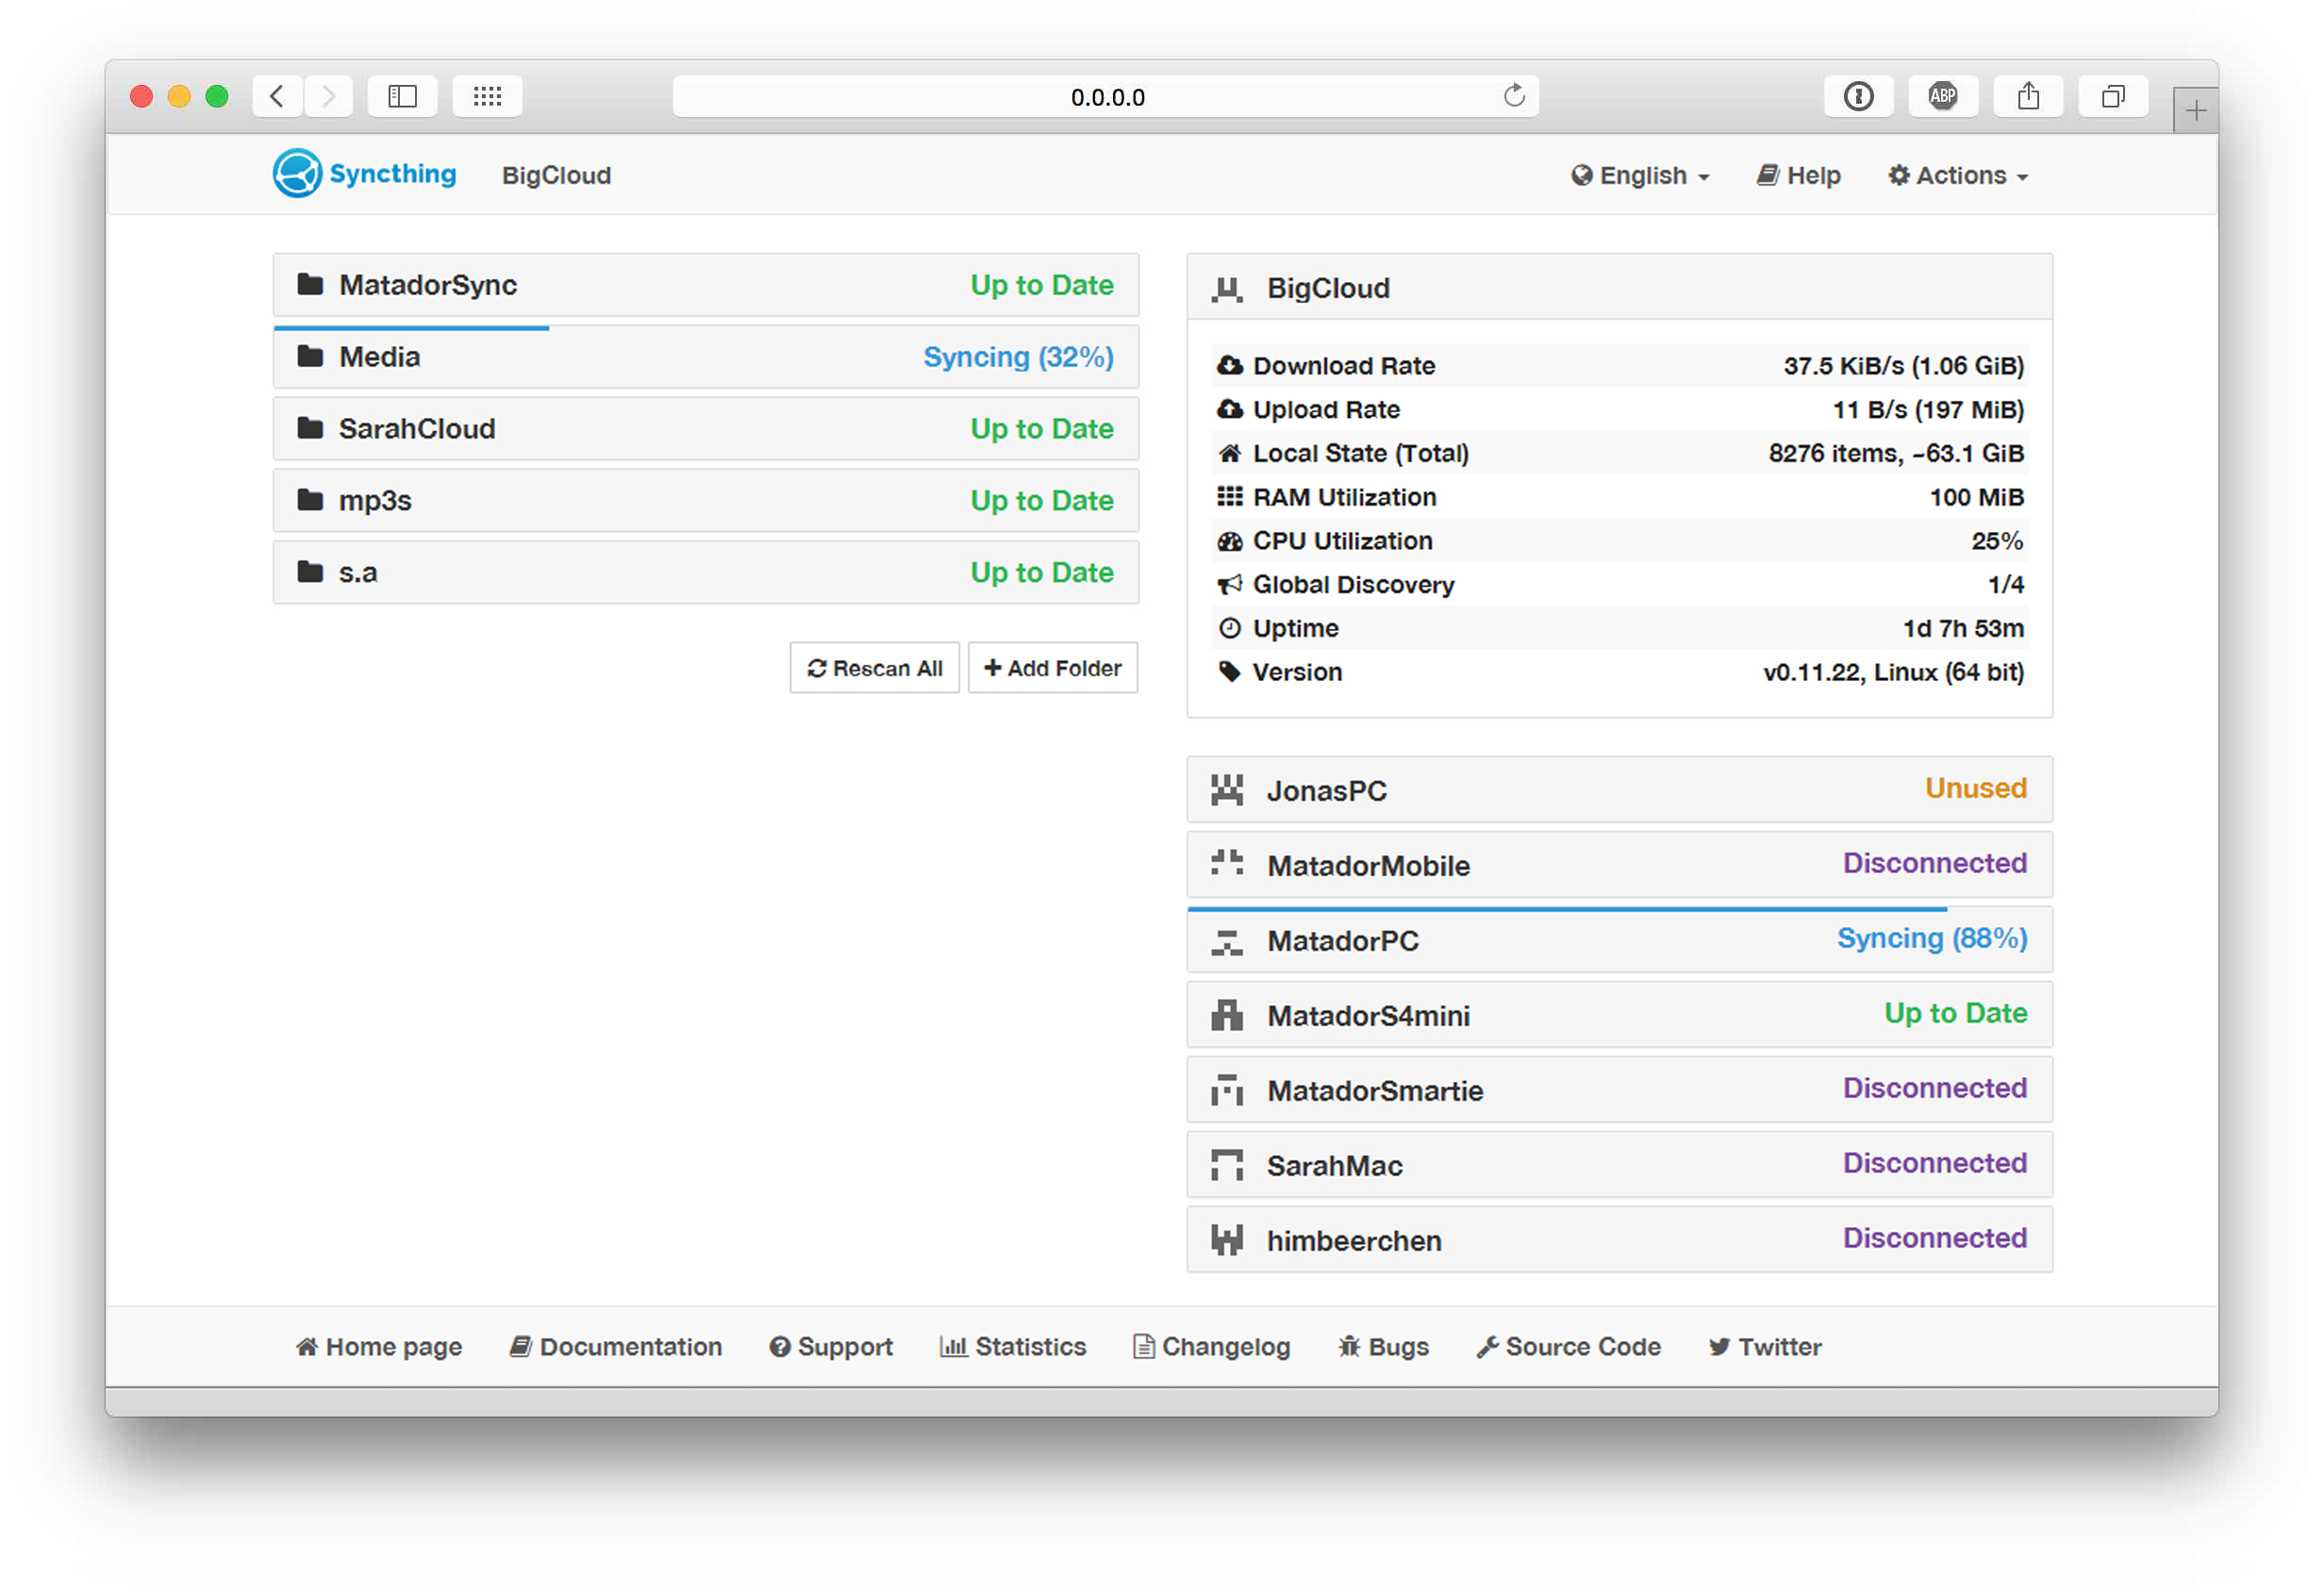 0.0.0.0
ABP
Syncthing BigCloud English Help Actions
MatadorSync Up to Date
Media Syncing (32%)
SarahCloud Up to Date
mp3s Up to Date
s.a Up to Date
Rescan All Add Folder
BigCloud
Download Rate 37.5 KiB/s (1.06 GiB)
Upload Rate 11 B/s (197 MiB)
Local State (Total) 8276 items, ~63.1 GiB
RAM Utilization 100 MiB
CPU Utilization 25%
Global Discovery 1/4
Uptime 1d 7h 53m
Version v0.11.22, Linux (64 bit)
JonasPC Unused
MatadorMobile Disconnected
MatadorPC Syncing (88%)
MatadorS4mini Up to Date
MatadorSmartie Disconnected
SarahMac Disconnected
himbeerchen Disconnected
Home page Documentation Support Statistics Changelog Bugs Source Code Twitter